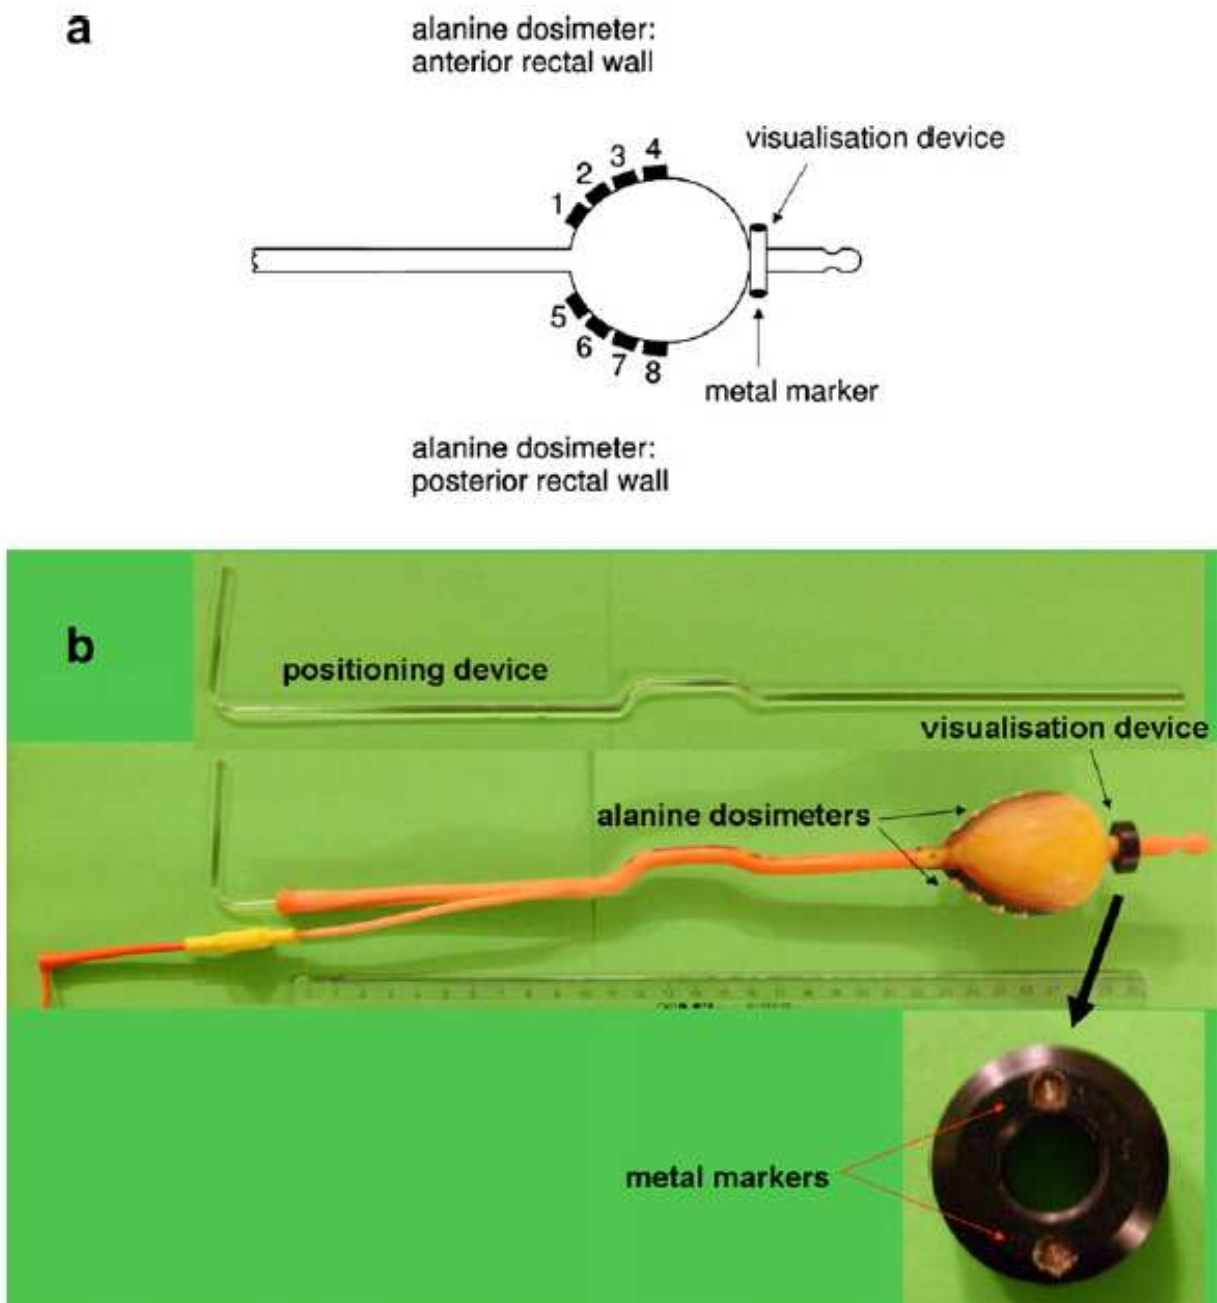 a
alanine dosimeter:
anterior rectal wall
visualisation device
4
3
2
1
5
6
7
8
metal marker
alanine dosimeter:
posterior rectal wall
b
positioning device
visualisation device
alanine dosimeters
metal markers